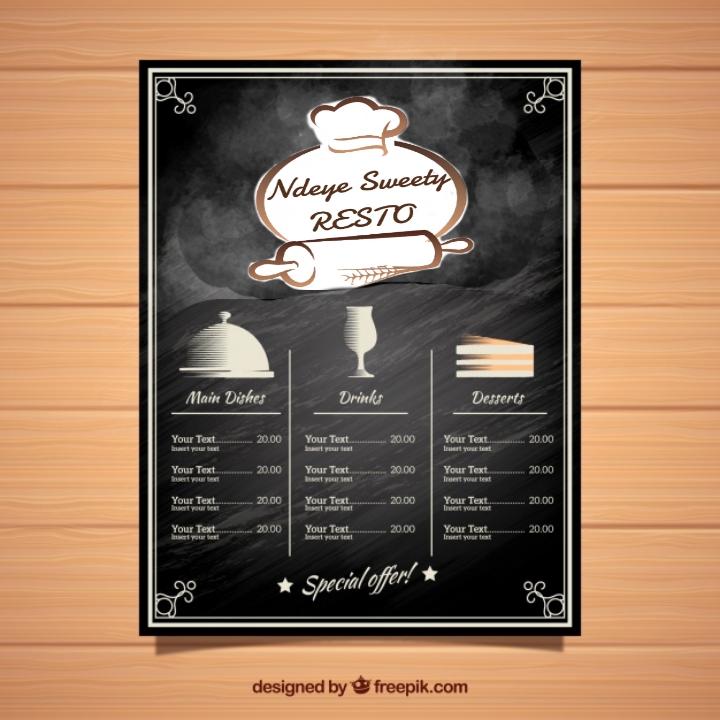 Ndeye Sweety
RESTO
Main Dishes
Your Text............... 20.00
Insert your text
Your Text............... 20.00
Insert your text
Your Text............... 20.00
Insert your text
Your Text............... 20.00
Insert your text
Drinks
Your Text............... 20.00
Insert your text
Your Text............... 20.00
Insert your text
Your Text............... 20.00
Insert your text
Your Text............... 20.00
Insert your text
Desserts
Your Text............... 20.00
Insert your text
Your Text............... 20.00
Insert your text
Your Text............... 20.00
Insert your text
Your Text............... 20.00
Insert your text
Special offer!
designed by freepik.com